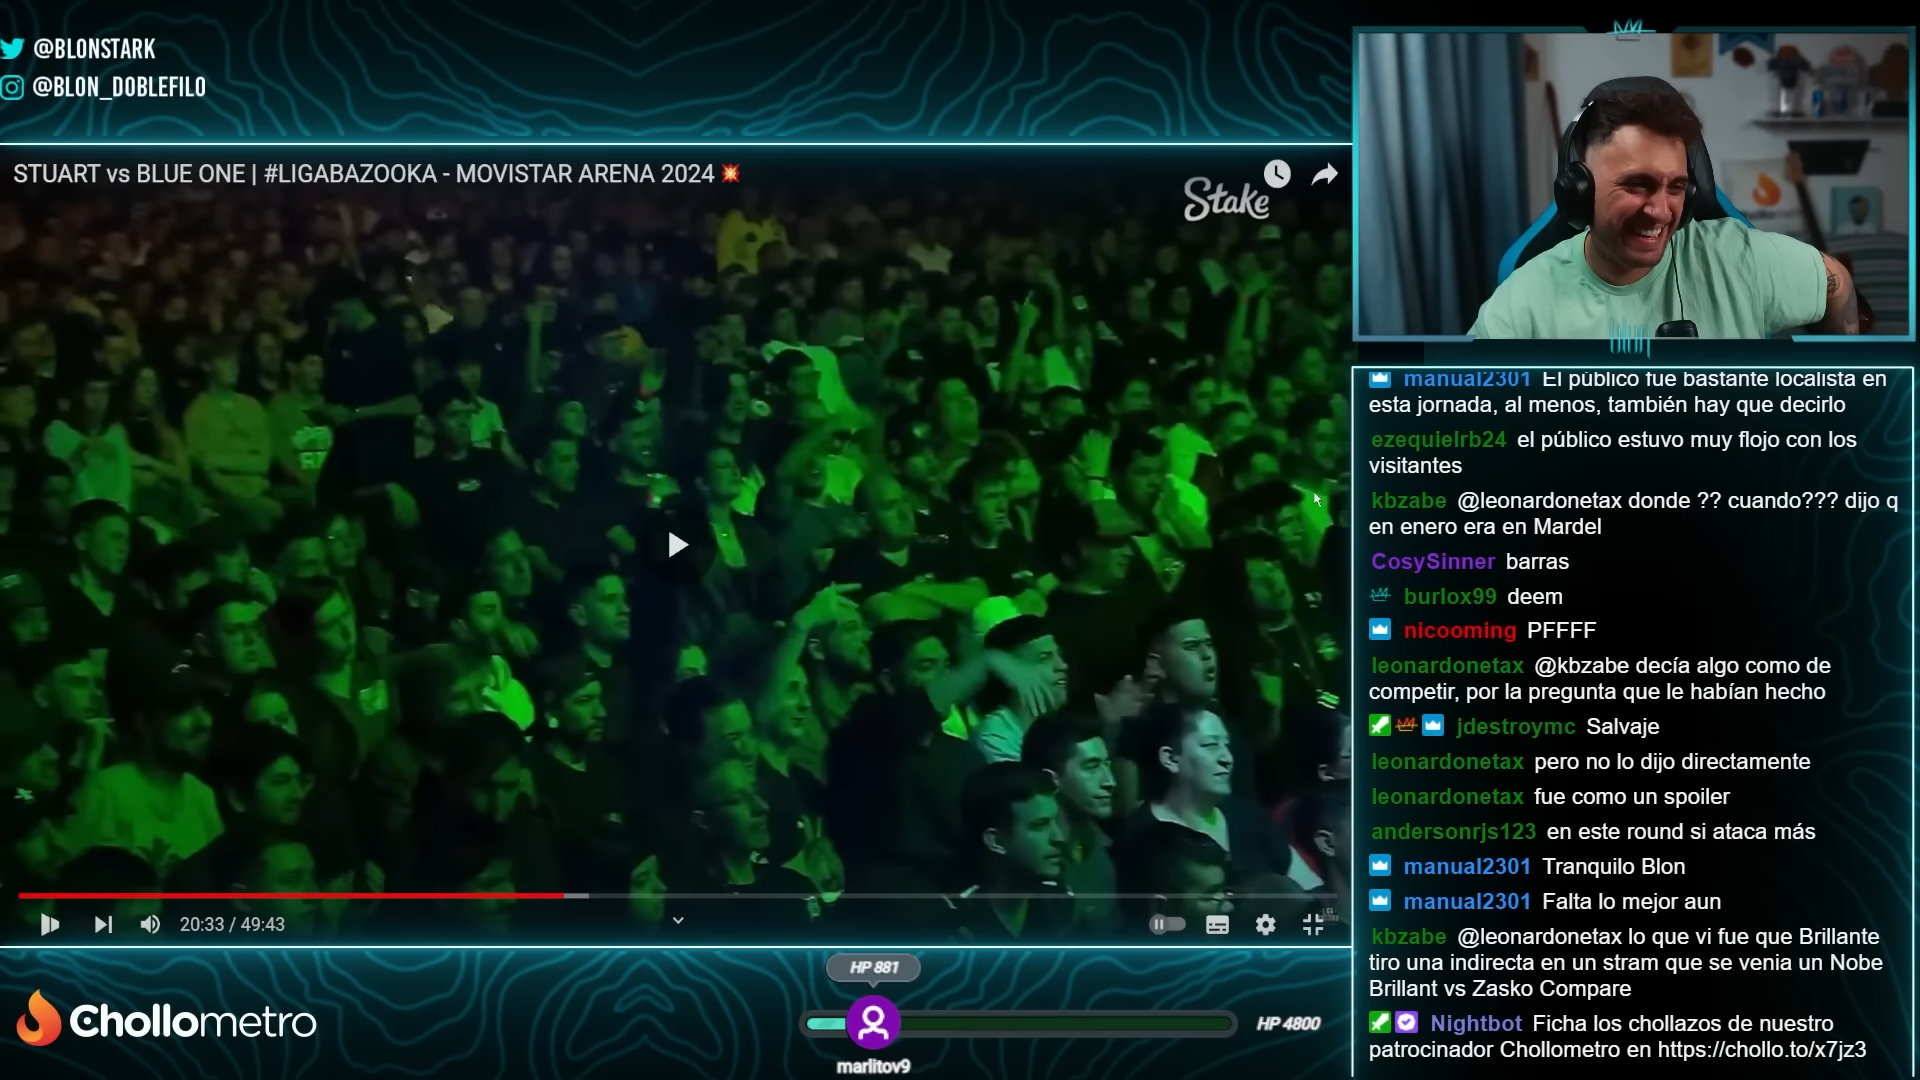 @BLONSTARK
@BLON_DOBLEFILO
STUART vs BLUE ONE | #LIGABAZOOKA - MOVISTAR ARENA 2024
Stake
20:33 / 49:43
manual2301 El público fue bastante localista en
esta jornada, al menos, también hay que decirlo
ezequielrb24 el público estuvo muy flojo con los
visitantes
kbzabe @leonardonetax donde ?? cuando??? dijo q
en enero era en Mardel
CosySinner barras
burlox99 deem
nicooming PFFFF
leonardonetax @kbzabe decía algo como de
competir, por la pregunta que le habían hecho
jdestroymc Salvaje
leonardonetax pero no lo dijo directamente
leonardonetax fue como un spoiler
andersonrjs123 en este round si ataca más
manual2301 Tranquilo Blon
manual2301 Falta lo mejor aun
kbzabe @leonardonetax lo que vi fue que Brillante
tiro una indirecta en un stram que se venia un Nobe
Brillant vs Zasko Compare
Nightbot Ficha los chollazos de nuestro
patrocinador Chollometro en https://chollo.to/x7jz3
HP 881
Chollometro
HP 4800
marlitov9